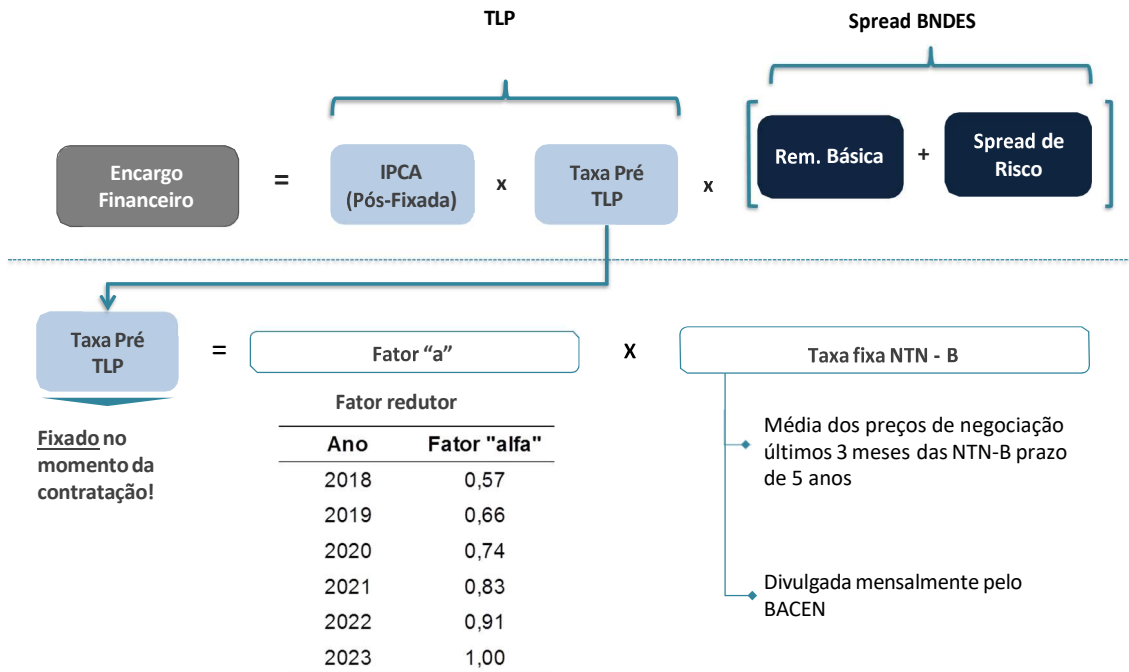 TLP
Spread BNDES
Encargo
Financeiro
=
IPCA
(Pós-Fixada)
x
Taxa Pré
TLP
x
Rem. Básica
+
Spread de
Risco
Taxa Pré
TLP
=
Fator “a”
X
Taxa fixa NTN - B
Fixado no
momento da
contratação!
Fator redutor
Ano Fator "alfa"
2018 0,57
2019 0,66
2020 0,74
2021 0,83
2022 0,91
2023 1,00
Média dos preços de negociação
últimos 3 meses das NTN-B prazo
de 5 anos
Divulgada mensalmente pelo
BACEN